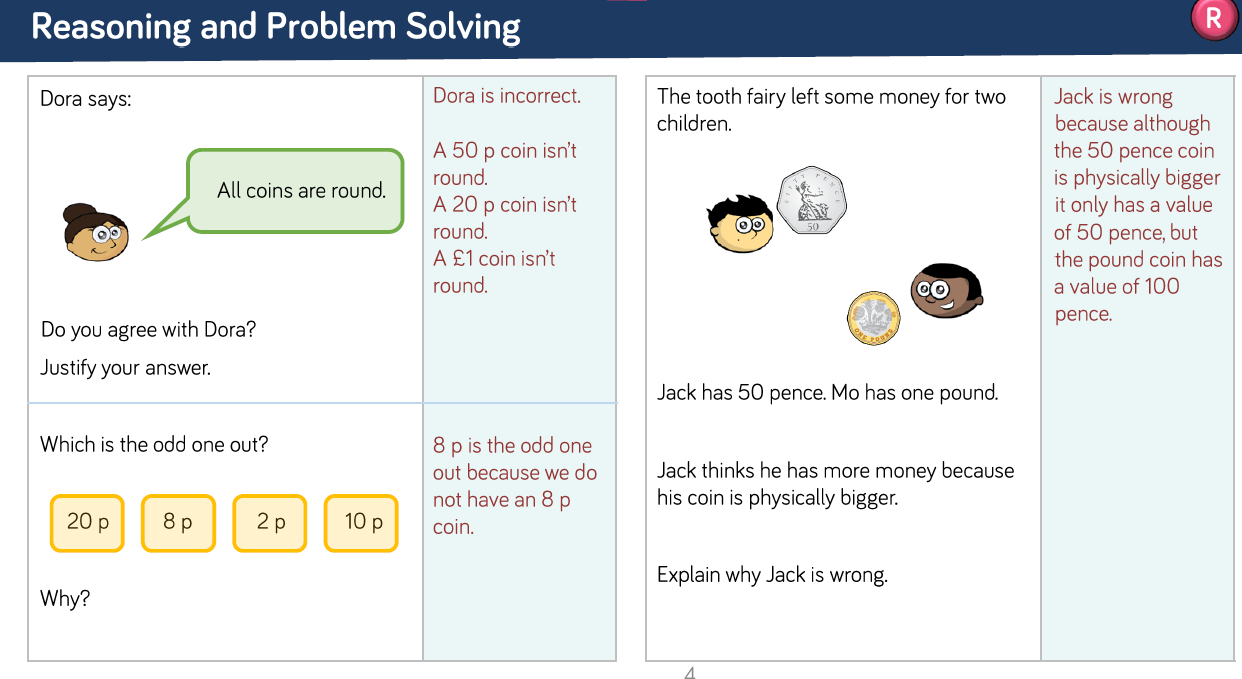 Reasoning and Problem Solving
R
Dora says:
All coins are round.
Do you agree with Dora?
Justify your answer.
Dora is incorrect.
A 50 p coin isn't
round.
A 20 p coin isn't
round.
A £1 coin isn't
round.
Which is the odd one out?
20 p
8 p
2 p
10 p
Why?
8 p is the odd one
out because we do
not have an 8 p
coin.
The tooth fairy left some money for two
children.
FIFTY PENCE
50
ONE POUND
Jack has 50 pence. Mo has one pound.
Jack thinks he has more money because
his coin is physically bigger.
Explain why Jack is wrong.
Jack is wrong
because although
the 50 pence coin
is physically bigger
it only has a value
of 50 pence, but
the pound coin has
a value of 100
pence.
4